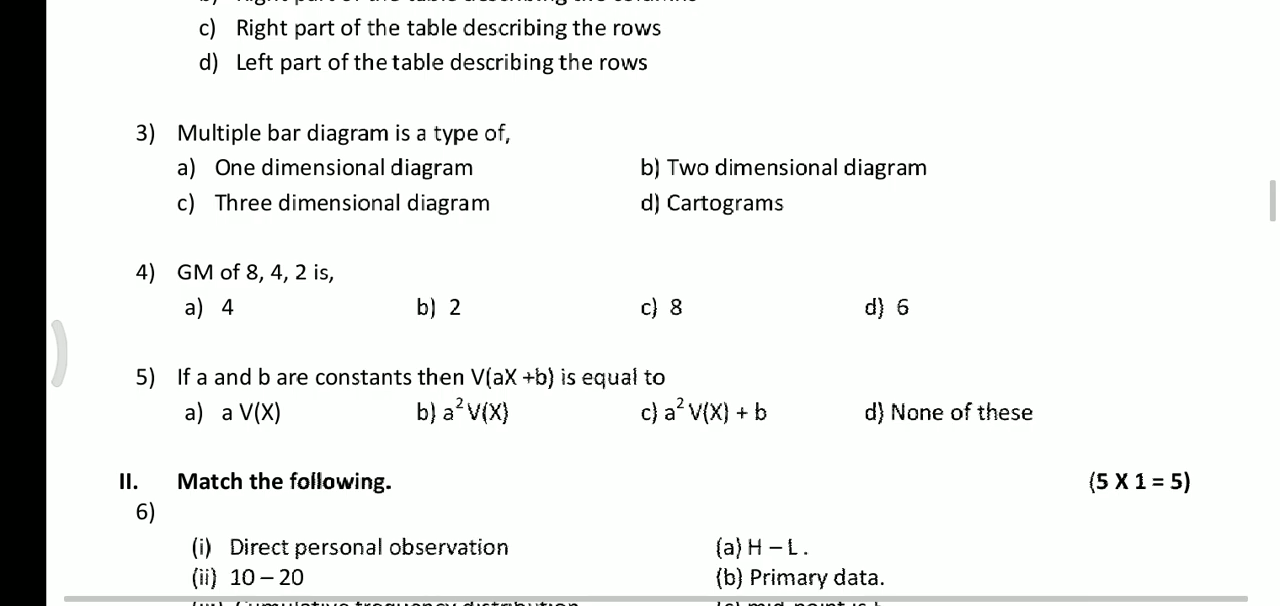 c) Right part of the table describing the rows
d) Left part of the table describing the rows
3) Multiple bar diagram is a type of,
a) One dimensional diagram b) Two dimensional diagram
c) Three dimensional diagram d) Cartograms
4) GM of 8, 4, 2 is,
a) 4 b) 2 c) 8 d) 6
5) If a and b are constants then V(aX +b) is equal to
a) a V(X) b) a² V(X) c) a² V(X) + b d) None of these
II. Match the following. (5 X 1 = 5)
6)
(i) Direct personal observation (a) H – L .
(ii) 10 – 20 (b) Primary data.